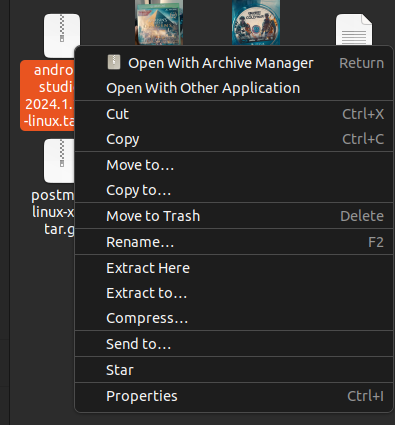 andro
studi
2024.1.
-linux.ta
postm
linux-x
tar.g
Open With Archive Manager Return
Open With Other Application
Cut Ctrl+X
Copy Ctrl+C
Move to…
Copy to…
Move to Trash Delete
Rename… F2
Extract Here
Extract to…
Compress…
Send to…
Star
Properties Ctrl+I